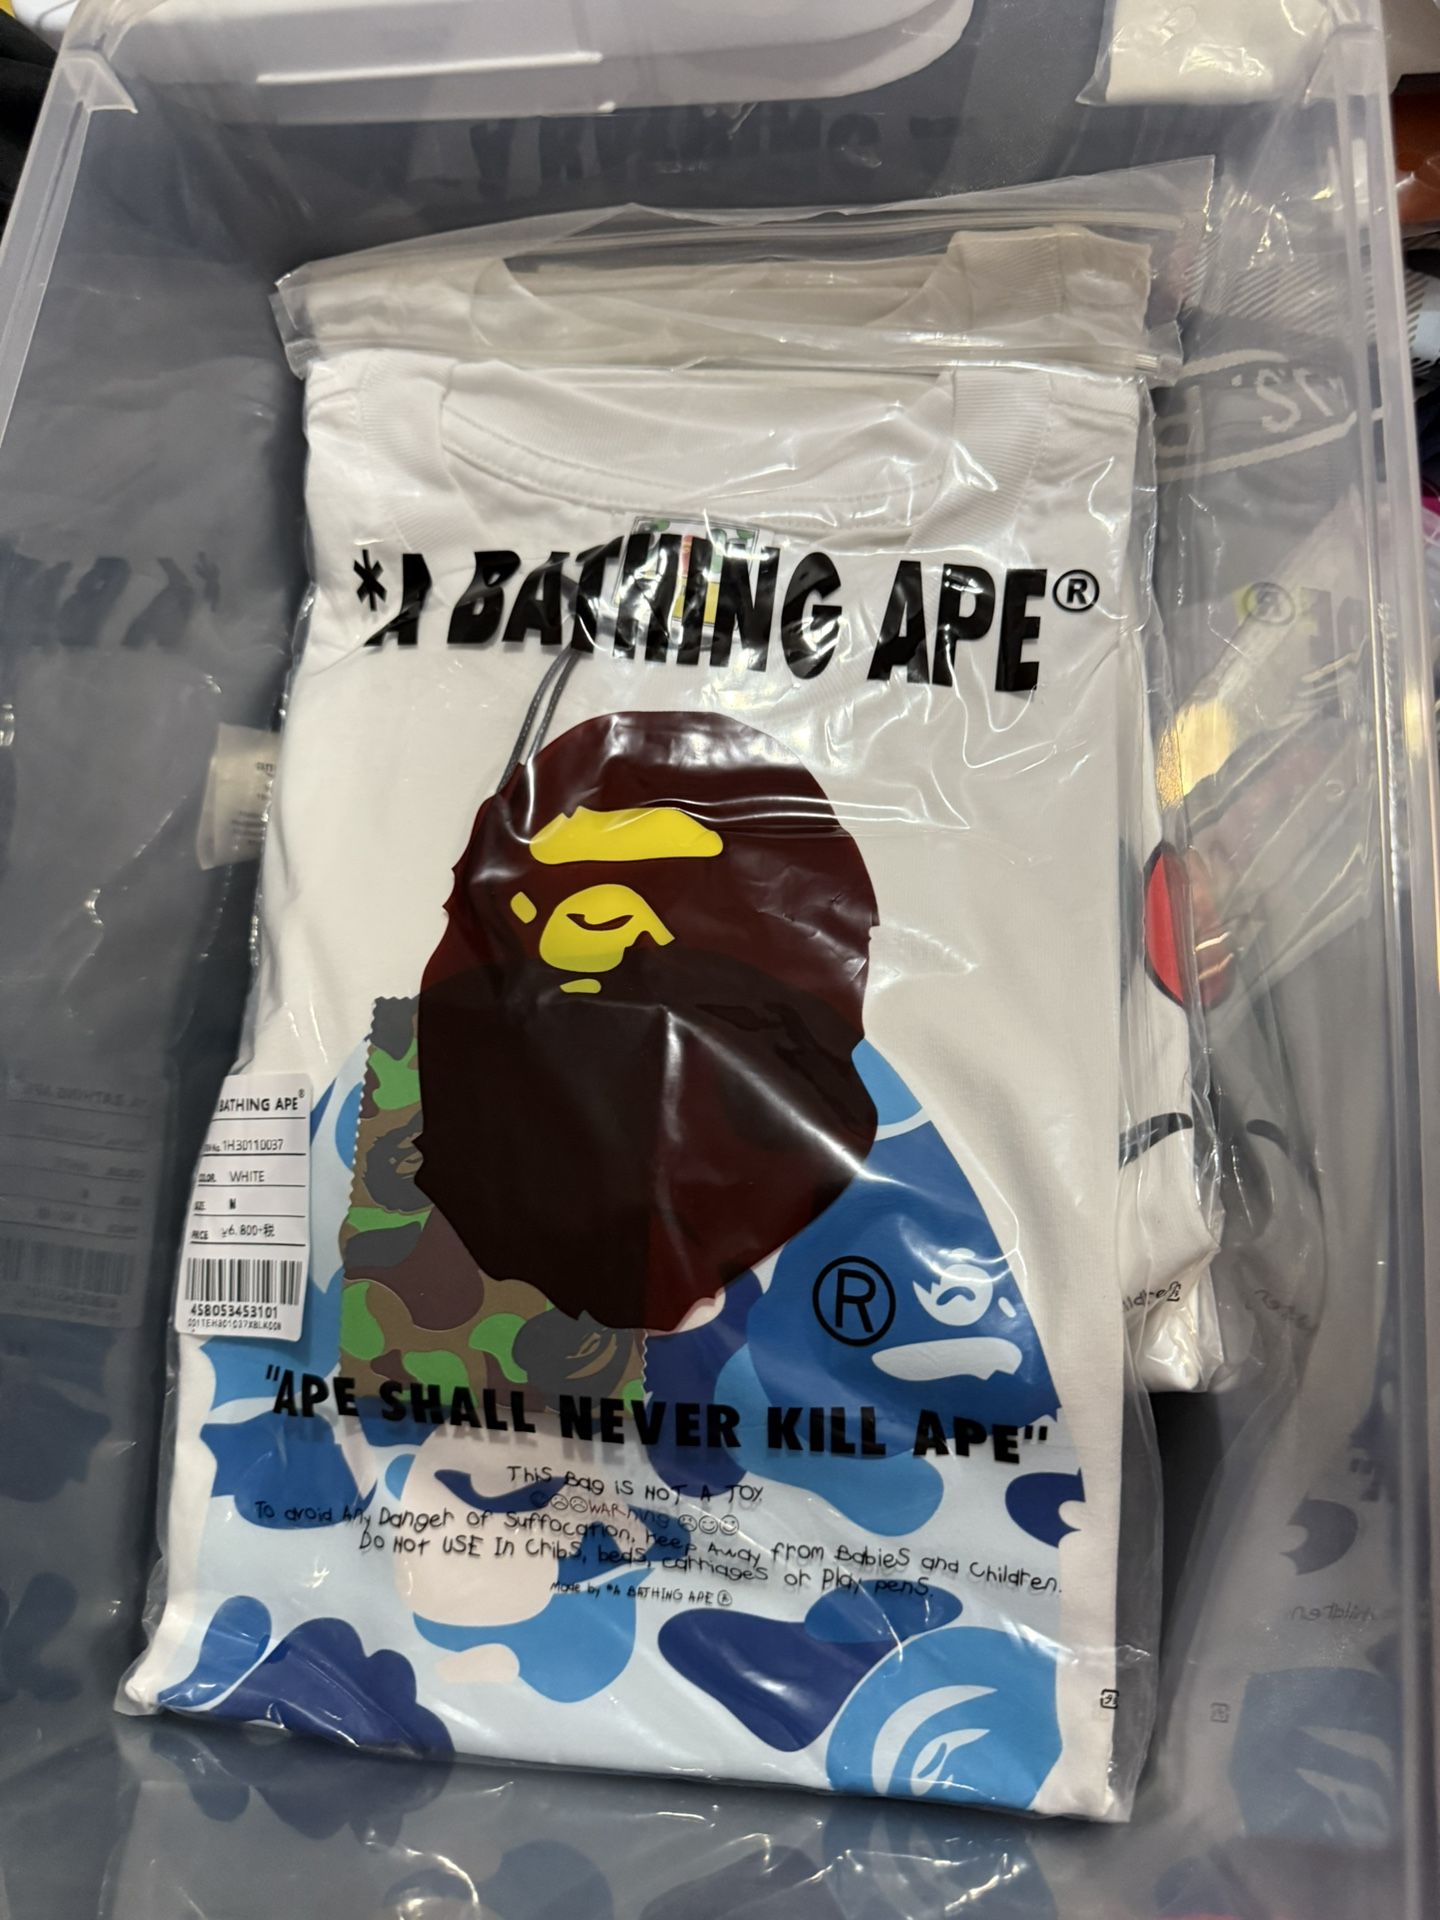 *A BATHING APE®
BATHING APE®
1H30110037
COLOR WHITE
M
PRICE ¥6,800+税
458053453101
®
"APE SHALL NEVER KILL APE"
This Bag is NOT A TOY
WARNING
To avoid Any Danger Of Suffocation, Keep Away from Babies and Children.
Do Not USE In Cribs, beds, carriages or play pens.
Made by *A BATHING APE®